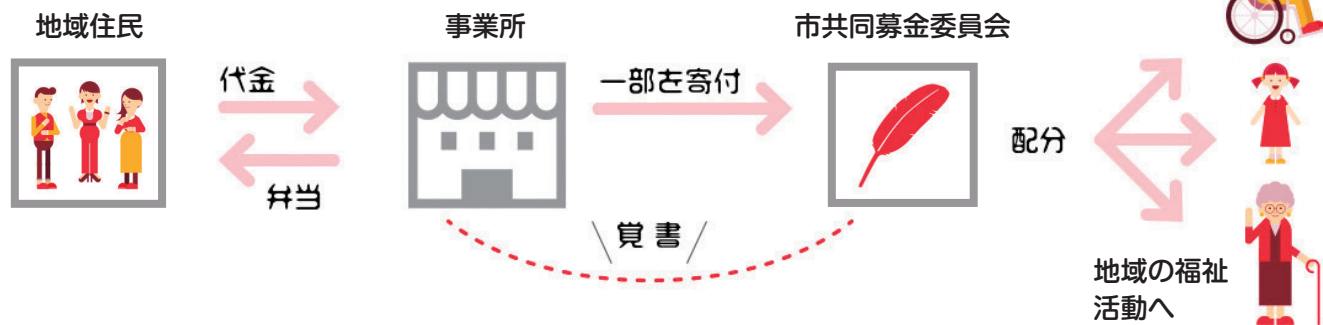 地域住民
事業所
市共同募金委員会
代金
一部を寄付
配分
弁当
覚書
地域の福祉
活動へ